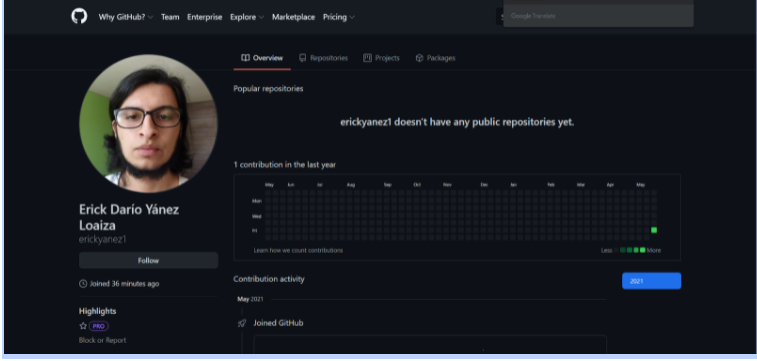 Why GitHub? Team Enterprise Explore Marketplace Pricing
Google Translate
Overview Repositories Projects Packages
Popular repositories
erickyanez1 doesn't have any public repositories yet.
1 contribution in the last year
May Jun Jul Aug Sep Oct Nov Dec Jan Feb Mar Apr May
Mon
Wed
Fri
Learn how we count contributions
Less More
Erick Darío Yánez
Loaiza
erickyanez1
Follow
Joined 36 minutes ago
Highlights
PRO
Block or Report
Contribution activity
2021
May 2021
Joined GitHub